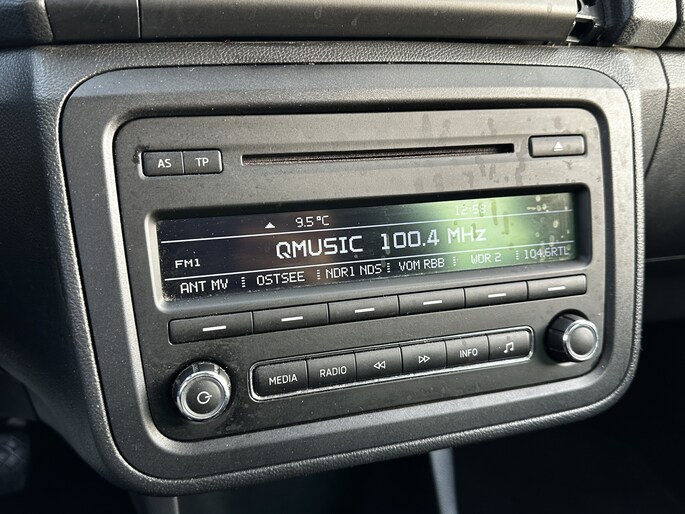 AS TP
9.5°C 12:58
QMUSIC 100.4 MHz
FM1
ANT MV OSTSEE NDR1 NDS VOM RBB WDR 2 104.6RTL
MEDIA RADIO INFO